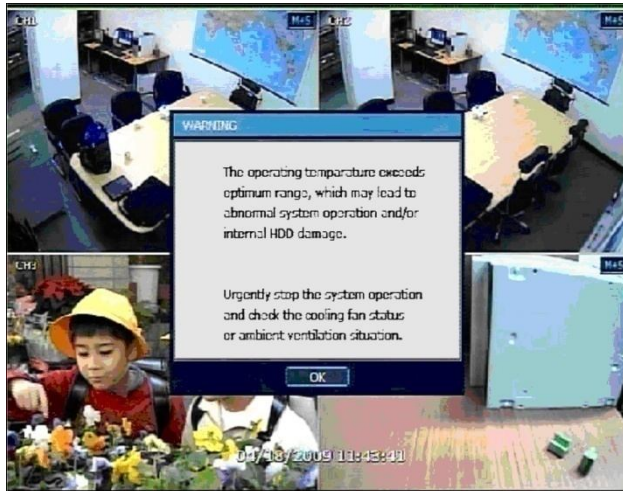 CH1
M+S
CH2
M+S
WARNING
The operating temparature exceeds
optimum range, which may lead to
abnormal system operation and/or
internal HDD damage.
Urgently stop the system operation
and check the cooling fan status
or ambient ventilation situation.
OK
CH3
M+S
04/18/2009 11:43:41